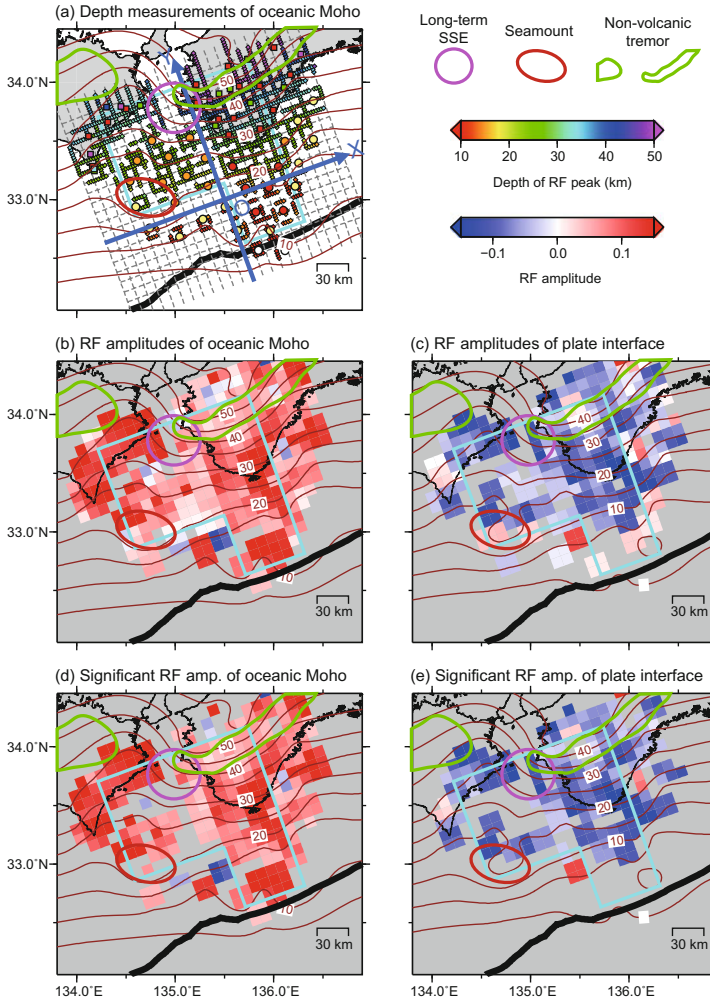 (a) Depth measurements of oceanic Moho
Long-term
SSE
Seamount
Non-volcanic
tremor
34.0˚N
33.0˚N
50
40
30
20
10
Y
X
O
30 km
10 20 30 40 50
Depth of RF peak (km)
−0.1 0.0 0.1
RF amplitude
(b) RF amplitudes of oceanic Moho
34.0˚N
33.0˚N
50
40
30
20
10
30 km
(c) RF amplitudes of plate interface
40
30
20
10
30 km
(d) Significant RF amp. of oceanic Moho
34.0˚N
33.0˚N
50
40
30
20
10
30 km
134.0˚E 135.0˚E 136.0˚E
(e) Significant RF amp. of plate interface
40
30
20
10
30 km
134.0˚E 135.0˚E 136.0˚E